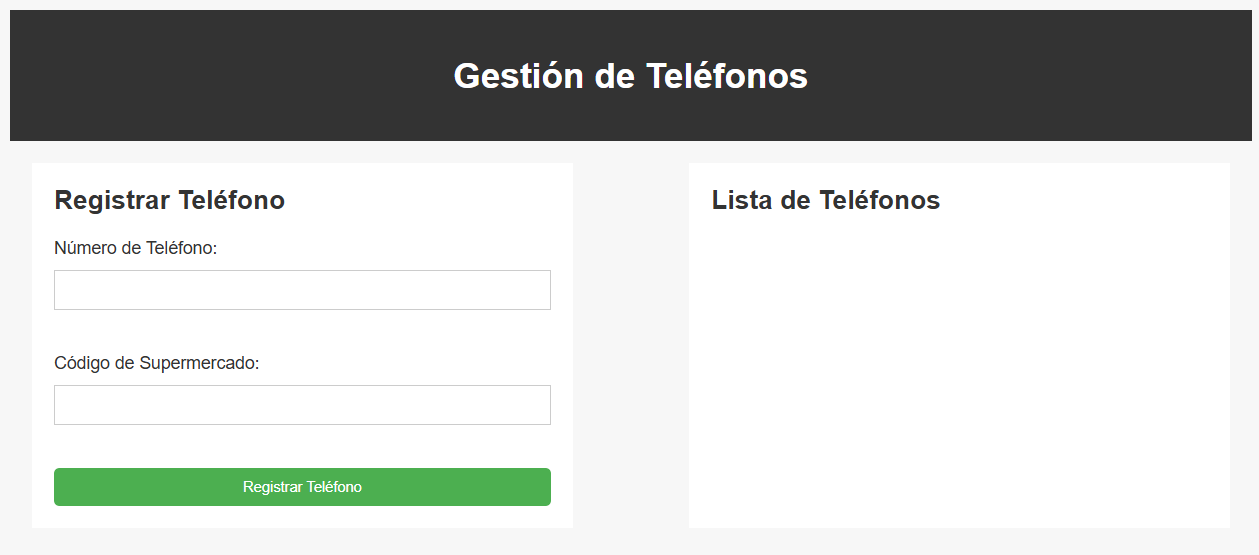 Gestión de Teléfonos
Registrar Teléfono
Número de Teléfono:
Código de Supermercado:
Registrar Teléfono
Lista de Teléfonos